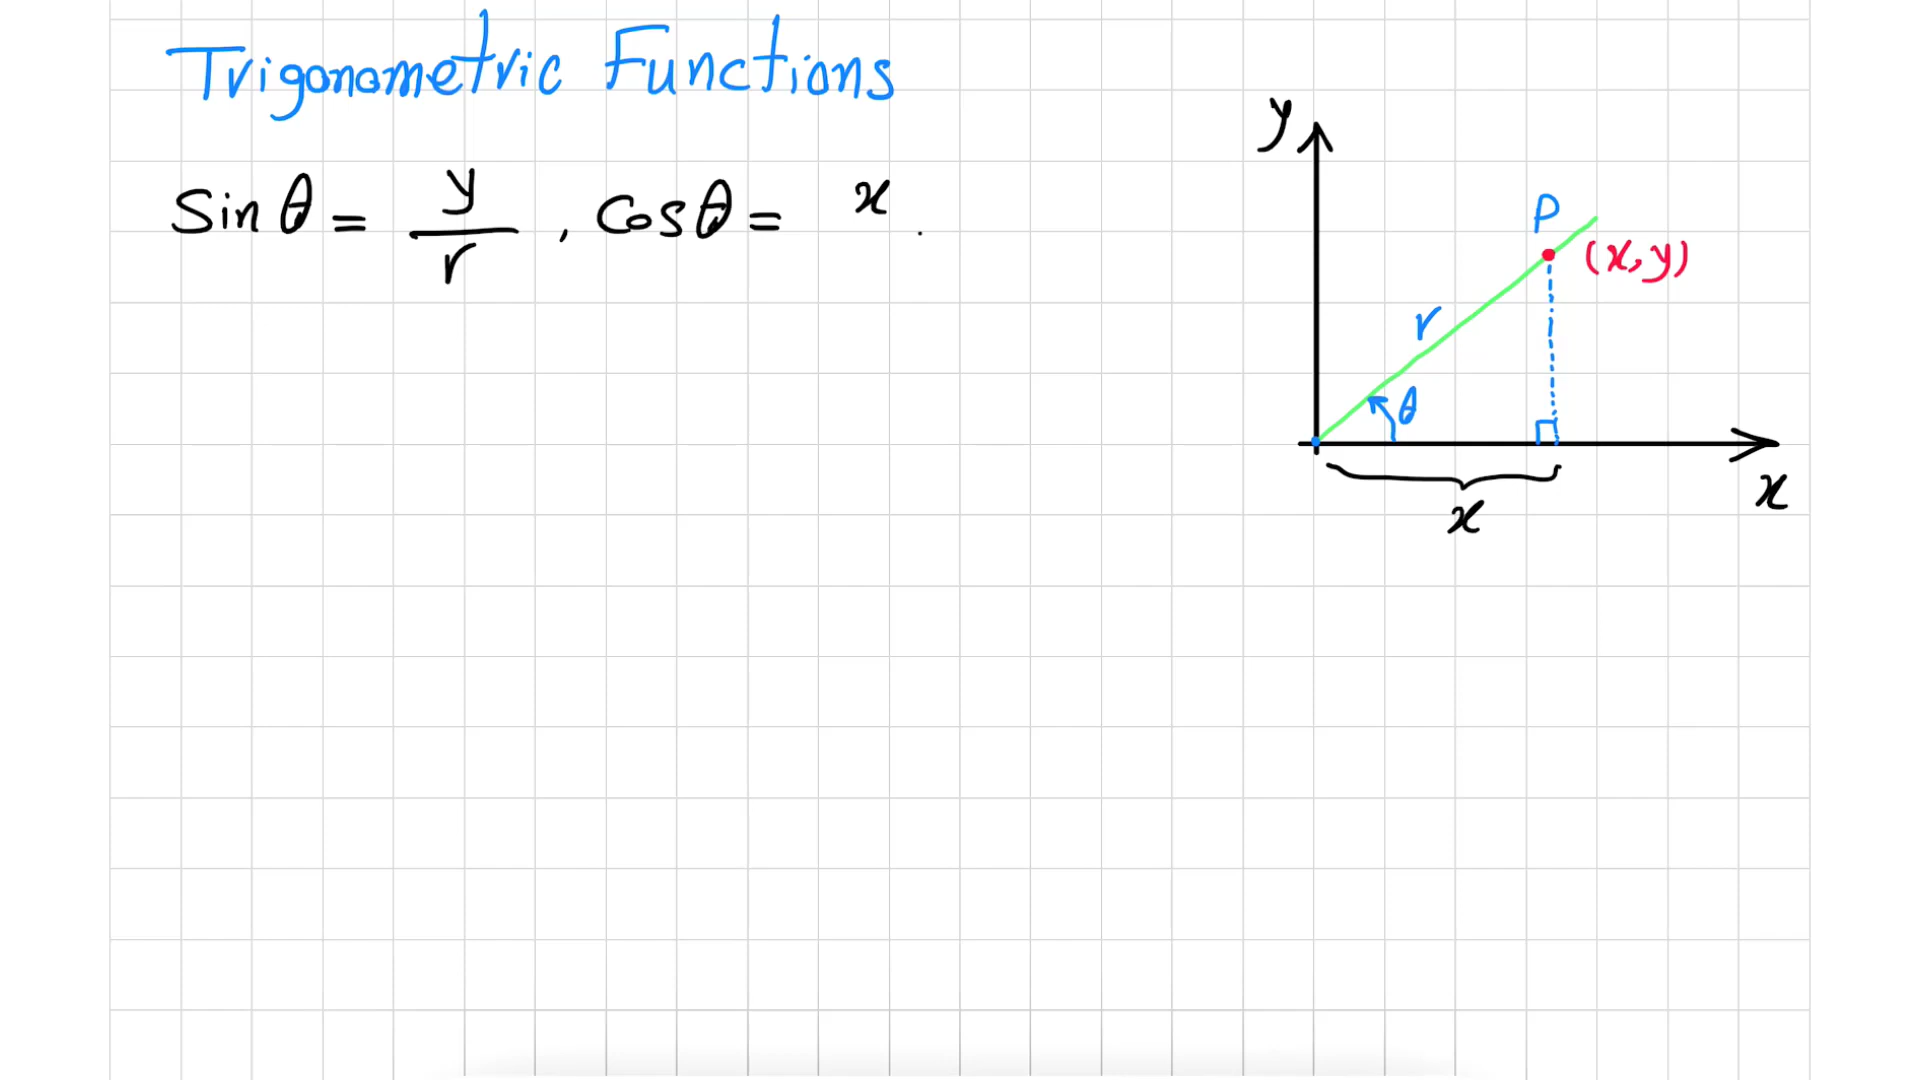 Trigonometric Functions
Sin θ = y/r , Cos θ = x
y
P
(x, y)
r
θ
x
x